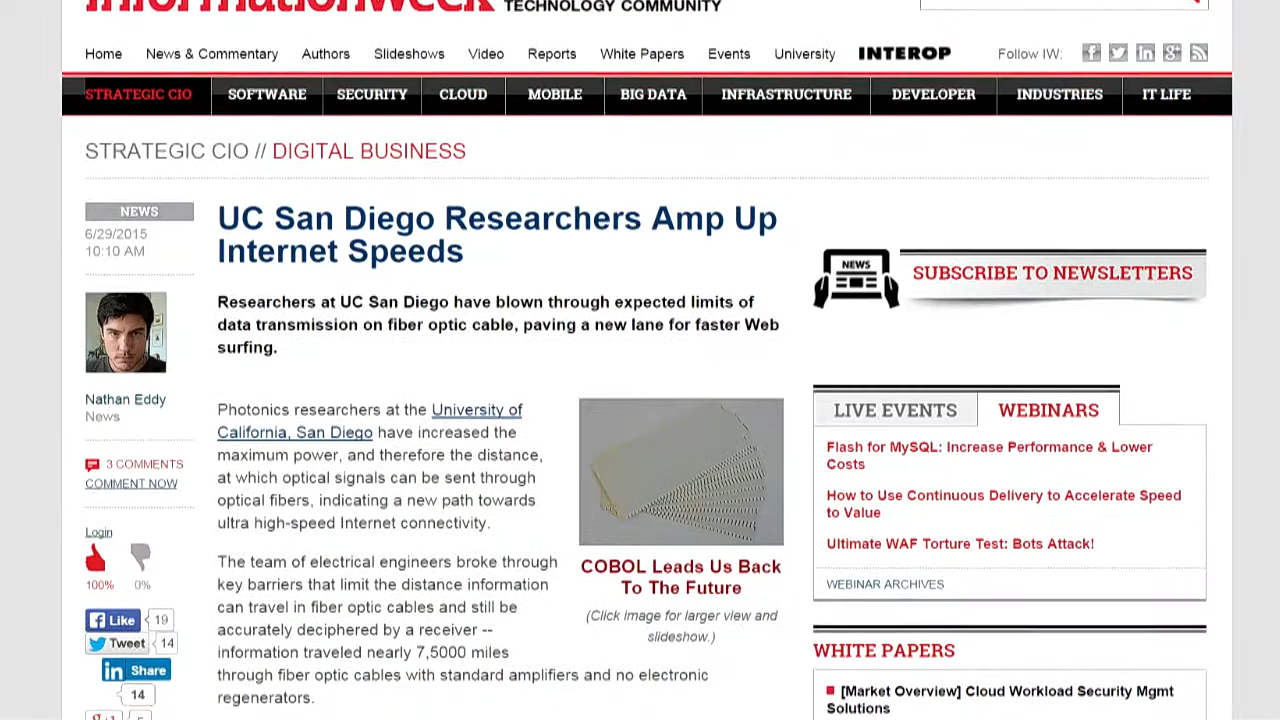 informationweek TECHNOLOGY COMMUNITY
Home News & Commentary Authors Slideshows Video Reports White Papers Events University INTEROP Follow IW:
STRATEGIC CIO SOFTWARE SECURITY CLOUD MOBILE BIG DATA INFRASTRUCTURE DEVELOPER INDUSTRIES IT LIFE
STRATEGIC CIO // DIGITAL BUSINESS
NEWS
6/29/2015
10:10 AM
Nathan Eddy
News
3 COMMENTS
COMMENT NOW
Login
100% 0%
Like 19
Tweet 14
in Share
14
g+1 5
UC San Diego Researchers Amp Up
Internet Speeds
Researchers at UC San Diego have blown through expected limits of
data transmission on fiber optic cable, paving a new lane for faster Web
surfing.
Photonics researchers at the University of
California, San Diego have increased the
maximum power, and therefore the distance,
at which optical signals can be sent through
optical fibers, indicating a new path towards
ultra high-speed Internet connectivity.
The team of electrical engineers broke through
key barriers that limit the distance information
can travel in fiber optic cables and still be
accurately deciphered by a receiver --
information traveled nearly 7,5000 miles
through fiber optic cables with standard amplifiers and no electronic
regenerators.
COBOL Leads Us Back
To The Future
(Click image for larger view and
slideshow.)
NEWS
SUBSCRIBE TO NEWSLETTERS
LIVE EVENTS WEBINARS
Flash for MySQL: Increase Performance & Lower
Costs
How to Use Continuous Delivery to Accelerate Speed
to Value
Ultimate WAF Torture Test: Bots Attack!
WEBINAR ARCHIVES
WHITE PAPERS
[Market Overview] Cloud Workload Security Mgmt
Solutions